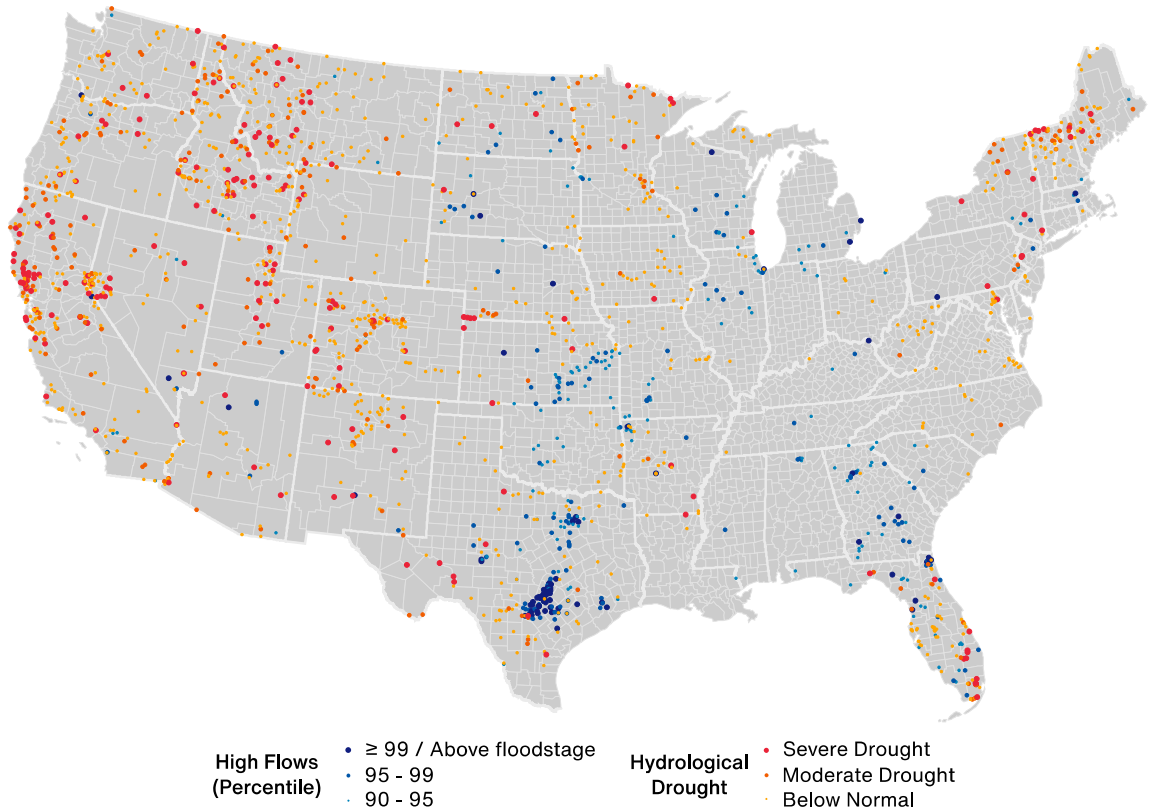 High Flows
(Percentile)
≥ 99 / Above floodstage
95 - 99
90 - 95
Hydrological
Drought
Severe Drought
Moderate Drought
Below Normal